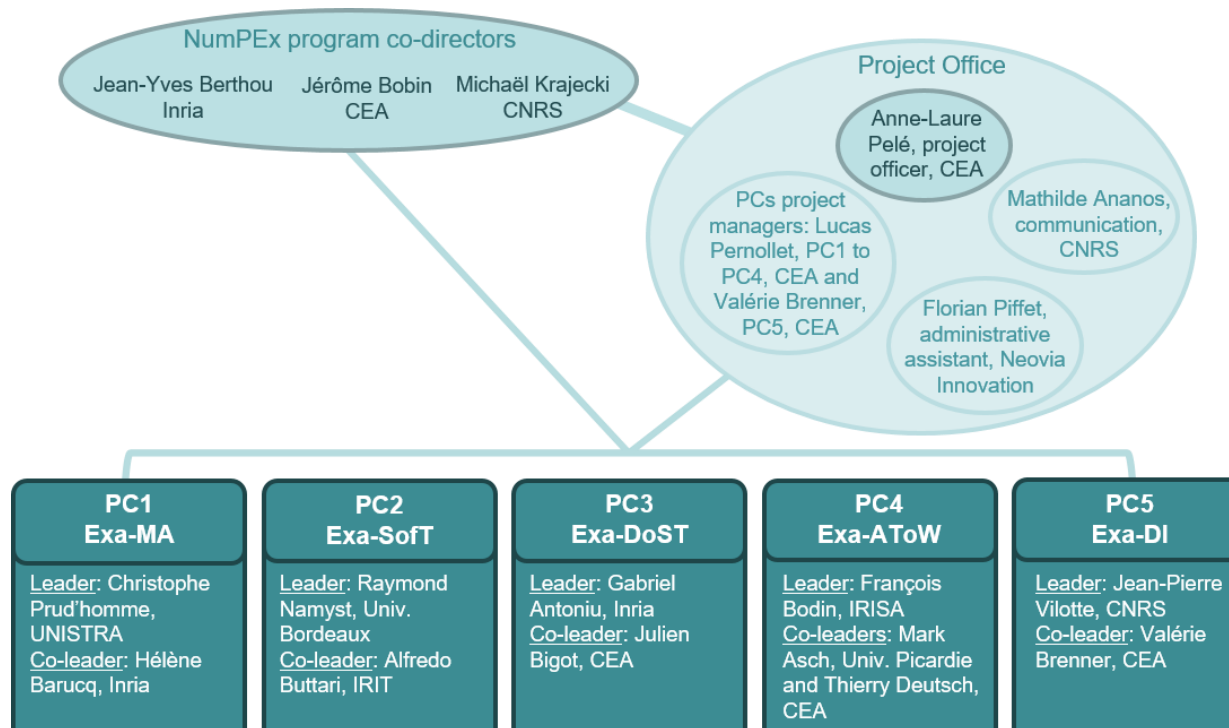 NumPEx program co-directors
Jean-Yves Berthou
Inria
Jérôme Bobin
CEA
Michaël Krajecki
CNRS
Project Office
Anne-Laure
Pelé, project
officer, CEA
PCs project
managers: Lucas
Pernollet, PC1 to
PC4, CEA and
Valérie Brenner,
PC5, CEA
Mathilde Ananos,
communication,
CNRS
Florian Piffet,
administrative
assistant, Neovia
Innovation
PC1
Exa-MA
Leader: Christophe
Prud’homme,
UNISTRA
Co-leader: Hélène
Barucq, Inria
PC2
Exa-SofT
Leader: Raymond
Namyst, Univ.
Bordeaux
Co-leader: Alfredo
Buttari, IRIT
PC3
Exa-DoST
Leader: Gabriel
Antoniu, Inria
Co-leader: Julien
Bigot, CEA
PC4
Exa-AToW
Leader: François
Bodin, IRISA
Co-leaders: Mark
Asch, Univ. Picardie
and Thierry Deutsch,
CEA
PC5
Exa-DI
Leader: Jean-Pierre
Vilotte, CNRS
Co-leader: Valérie
Brenner, CEA